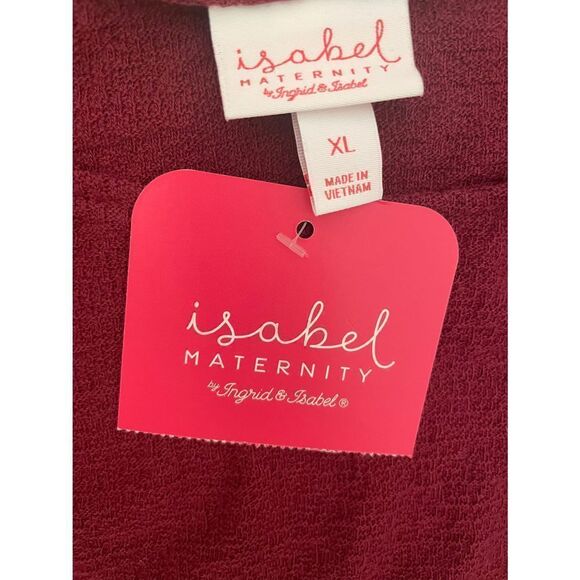 isabel
MATERNITY
by Ingrid & Isabel
XL
MADE IN
VIETNAM
isabel
MATERNITY
by Ingrid & Isabel®